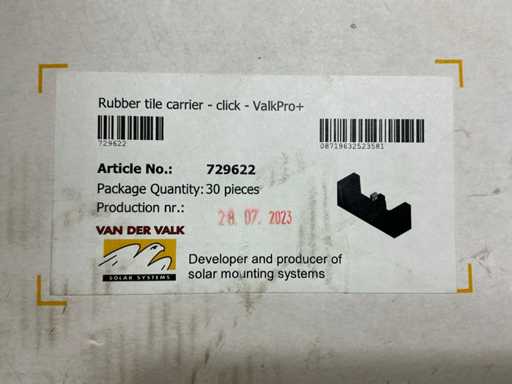 Rubber tile carrier - click - ValkPro+
729622
08719632523581
Article No.: 729622
Package Quantity: 30 pieces
Production nr.: 28.07.2023
VAN DER VALK
SOLAR SYSTEMS
Developer and producer of
solar mounting systems